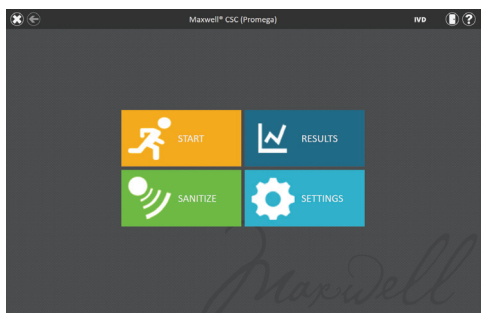 Maxwell® CSC (Promega)
IVD
?
START
RESULTS
SANITIZE
SETTINGS
Maxwell